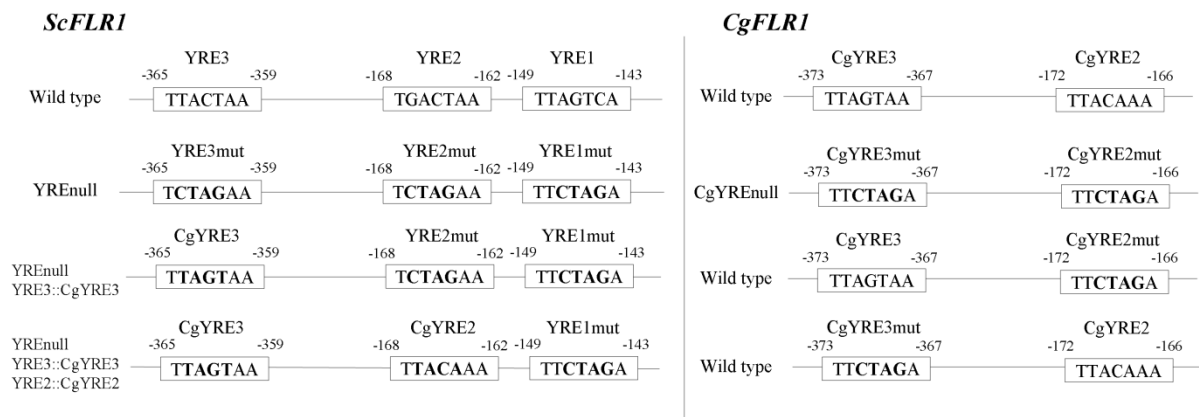 ScFLR1
YRE3 YRE2 YRE1
-365 -359 -168 -162 -149 -143
Wild type TTACTAA TGACTAA TTAGTCA
YRE3mut YRE2mut YRE1mut
-365 -359 -168 -162 -149 -143
YREnull TCTAGAA TCTAGAA TTCTAGA
CgYRE3 YRE2mut YRE1mut
-365 -359 -168 -162 -149 -143
YREnull
YRE3::CgYRE3
TTAGTAA TCTAGAA TTCTAGA
CgYRE3 CgYRE2 YRE1mut
-365 -359 -168 -162 -149 -143
YREnull
YRE3::CgYRE3
YRE2::CgYRE2
TTAGTAA TTACAAA TTCTAGA
CgFLR1
CgYRE3 CgYRE2
-373 -367 -172 -166
Wild type TTAGTAA TTACAAA
CgYRE3mut CgYRE2mut
-373 -367 -172 -166
CgYREnull TTCTAGA TTCTAGA
CgYRE3 CgYRE2mut
-373 -367 -172 -166
Wild type TTAGTAA TTCTAGA
CgYRE3mut CgYRE2
-373 -367 -172 -166
Wild type TTCTAGA TTACAAA